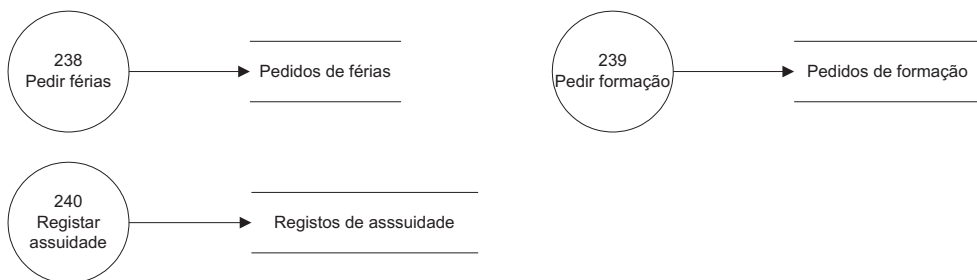 238
Pedir férias
Pedidos de férias
239
Pedir formação
Pedidos de formação
240
Registar
assuidade
Registos de asssuidade